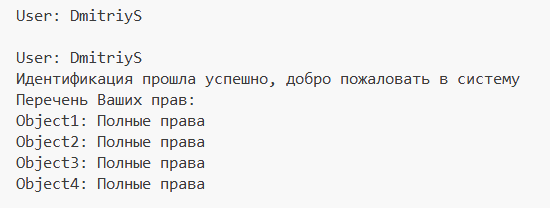 User: DmitriyS
User: DmitriyS
Идентификация прошла успешно, добро пожаловать в систему
Перечень Ваших прав:
Object1: Полные права
Object2: Полные права
Object3: Полные права
Object4: Полные права